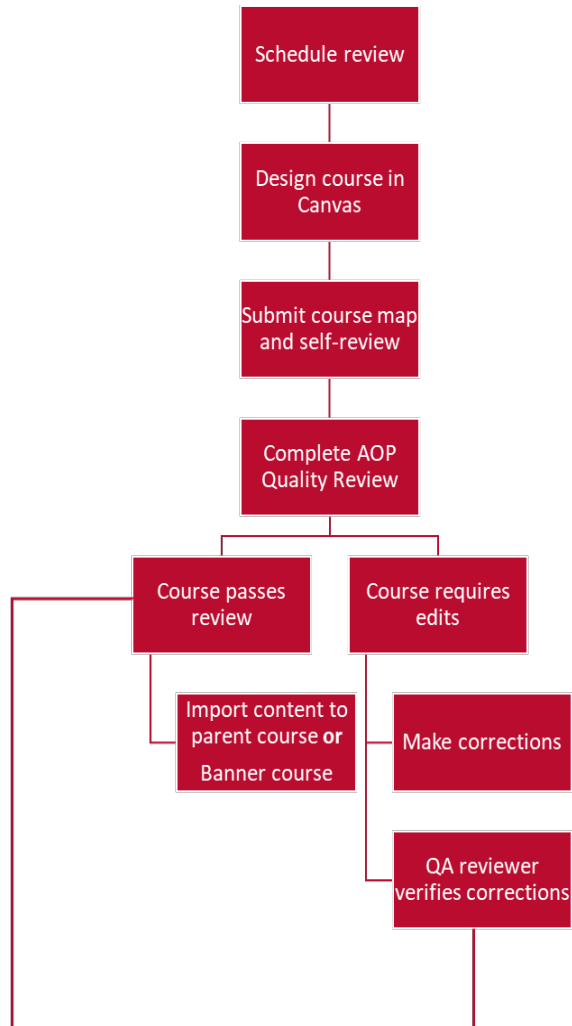 Schedule review
Design course in
Canvas
Submit course map
and self-review
Complete AOP
Quality Review
Course passes
review
Course requires
edits
Import content to
parent course or
Banner course
Make corrections
QA reviewer
verifies corrections